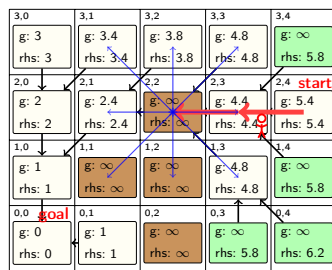 3,0 3,1 3,2 3,3 3,4
g: 3 g: 3.4 g: 3.8 g: 4.8 g: ∞
rhs: 3 rhs: 3.4 rhs: 3.8 rhs: 4.8 rhs: 5.8
2,0 2,1 2,2 2,3 2,4 start
g: 2 g: 2.4 g: ∞ g: 4.4 g: 5.4
rhs: 2 rhs: 2.4 rhs: ∞ rhs: 4.4 rhs: 5.4
1,0 1,1 1,2 1,3 1,4
g: 1 g: ∞ g: ∞ g: 4.8 g: ∞
rhs: 1 rhs: ∞ rhs: ∞ rhs: 4.8 rhs: 5.8
0,0 goal 0,1 0,2 0,3 0,4
g: 0 g: 1 g: ∞ g: ∞ g: ∞
rhs: 0 rhs: 1 rhs: ∞ rhs: 5.8 rhs: 6.2